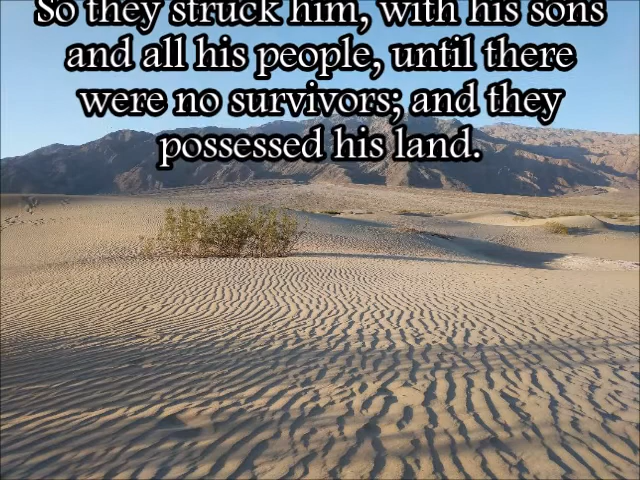 So they struck him, with his sons
and all his people, until there
were no survivors; and they
possessed his land.